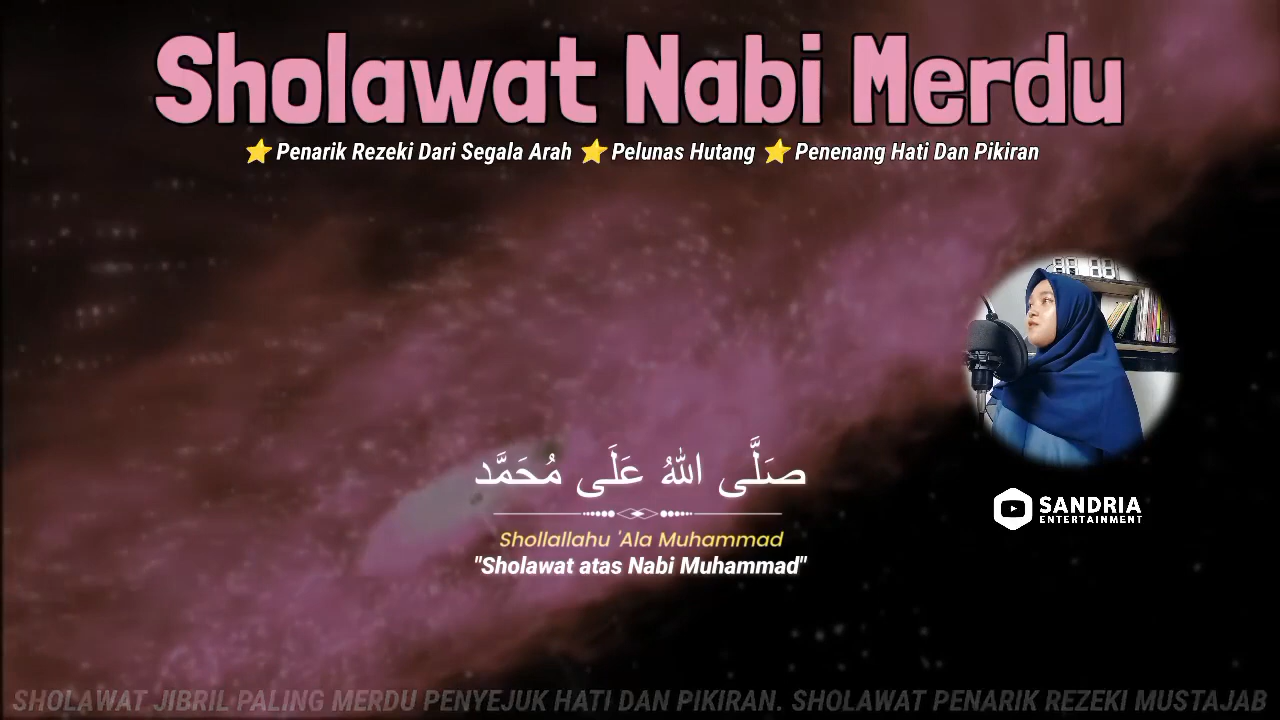 Sholawat Nabi Merdu
⭐ Penarik Rezeki Dari Segala Arah ⭐ Pelunas Hutang ⭐ Penenang Hati Dan Pikiran
صَلَّى اللهُ عَلَى مُحَمَّد
Shollallahu 'Ala Muhammad
"Sholawat atas Nabi Muhammad"
SANDRIA
ENTERTAINMENT
SHOLAWAT JIBRIL PALING MERDU PENYEJUK HATI DAN PIKIRAN. SHOLAWAT PENARIK REZEKI MUSTAJAB